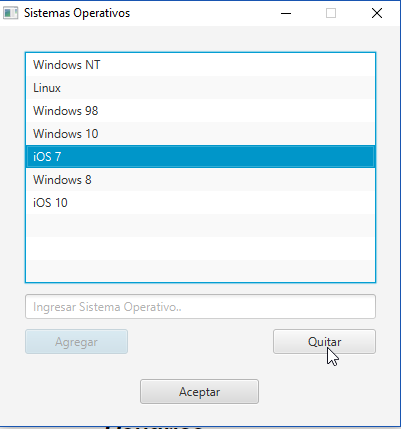 Sistemas Operativos
Windows NT
Linux
Windows 98
Windows 10
iOS 7
Windows 8
iOS 10
Ingresar Sistema Operativo..
Agregar
Quitar
Aceptar